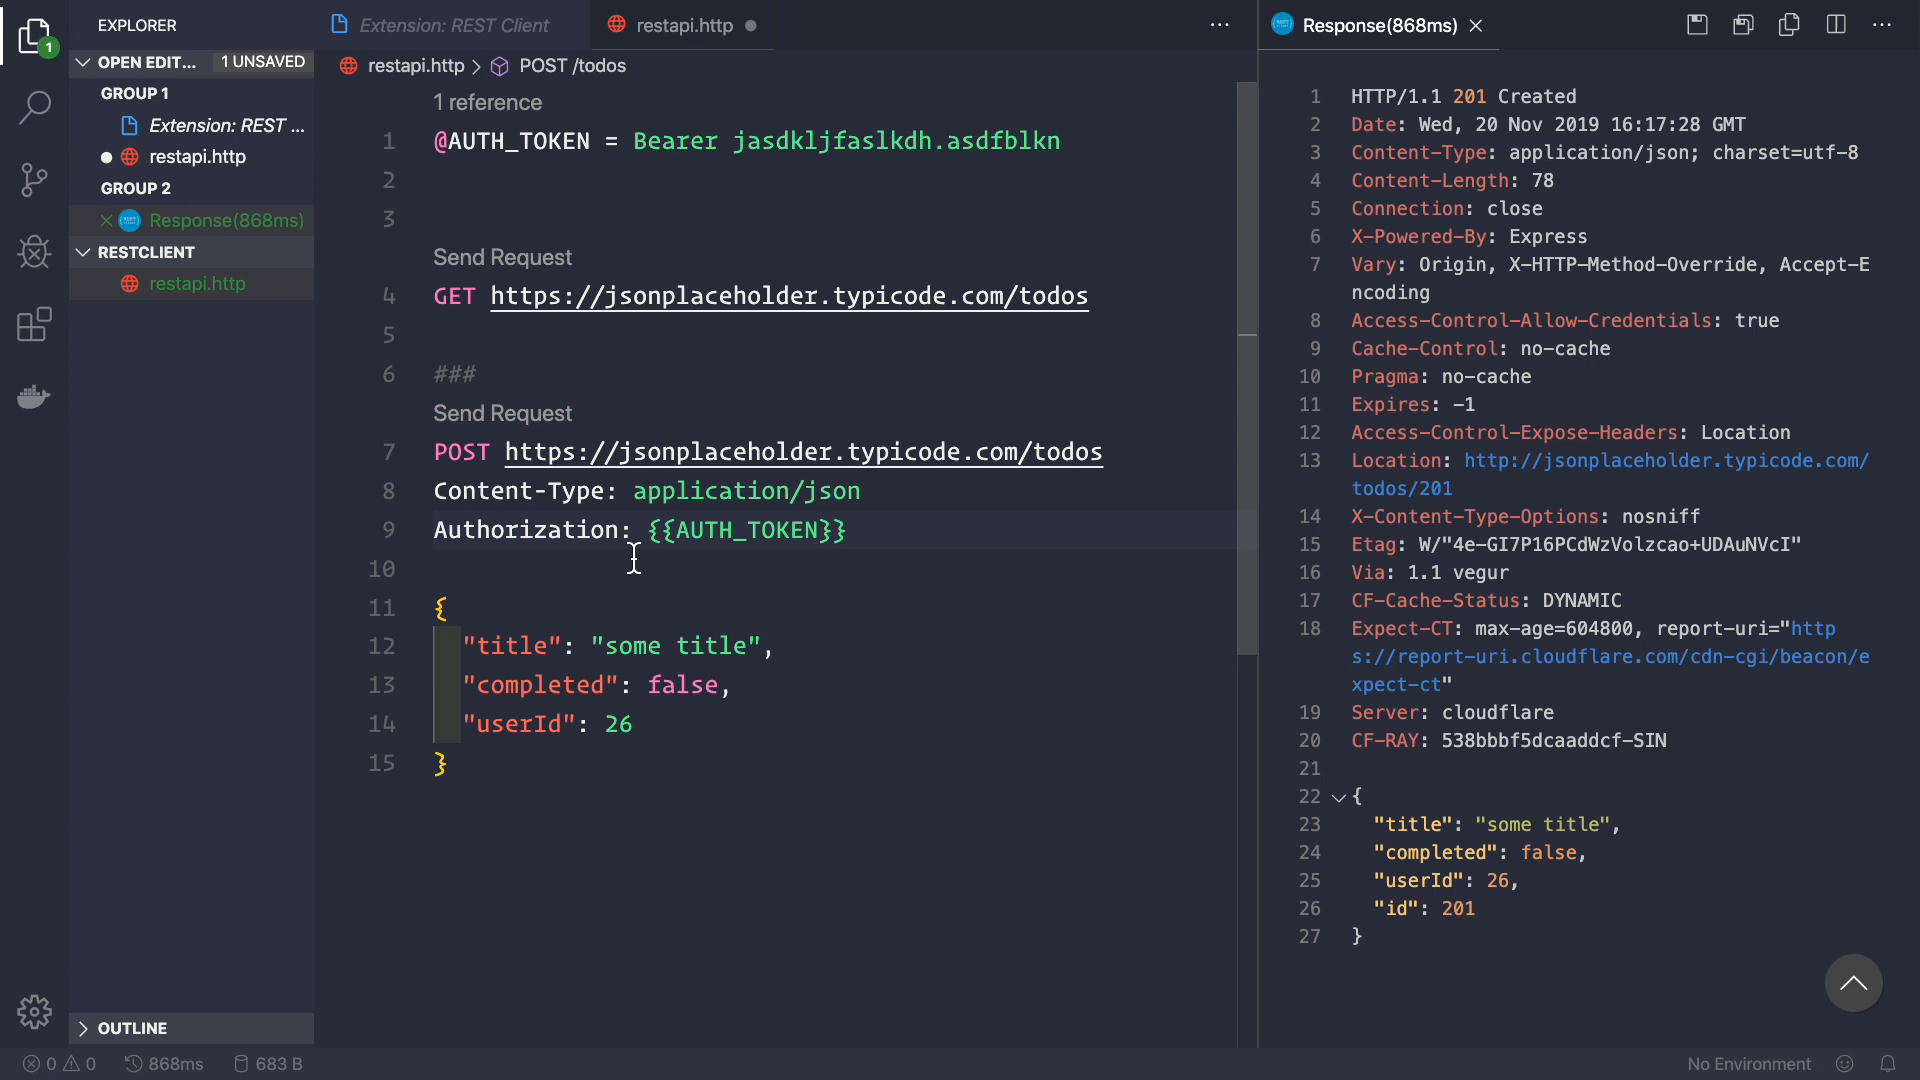 EXPLORER
OPEN EDIT... 1 UNSAVED
GROUP 1
Extension: REST ...
restapi.http
GROUP 2
Response(868ms)
RESTCLIENT
restapi.http
OUTLINE
1
Extension: REST Client
restapi.http
restapi.http > POST /todos
1 reference
1 @AUTH_TOKEN = Bearer jasdkljfaslkdh.asdfblkn
2
3
Send Request
4 GET https://jsonplaceholder.typicode.com/todos
5
6 ###
Send Request
7 POST https://jsonplaceholder.typicode.com/todos
8 Content-Type: application/json
9 Authorization: {{AUTH_TOKEN}}
10
11 {
12 "title": "some title",
13 "completed": false,
14 "userId": 26
15 }
Response(868ms)
1 HTTP/1.1 201 Created
2 Date: Wed, 20 Nov 2019 16:17:28 GMT
3 Content-Type: application/json; charset=utf-8
4 Content-Length: 78
5 Connection: close
6 X-Powered-By: Express
7 Vary: Origin, X-HTTP-Method-Override, Accept-E
ncoding
8 Access-Control-Allow-Credentials: true
9 Cache-Control: no-cache
10 Pragma: no-cache
11 Expires: -1
12 Access-Control-Expose-Headers: Location
13 Location: http://jsonplaceholder.typicode.com/
todos/201
14 X-Content-Type-Options: nosniff
15 Etag: W/"4e-GI7P16PCdWzVolzcao+UDAuNVcI"
16 Via: 1.1 vegur
17 CF-Cache-Status: DYNAMIC
18 Expect-CT: max-age=604800, report-uri="http
s://report-uri.cloudflare.com/cdn-cgi/beacon/e
xpect-ct"
19 Server: cloudflare
20 CF-RAY: 538bbbf5dcaaddcf-SIN
21
22 {
23 "title": "some title",
24 "completed": false,
25 "userId": 26,
26 "id": 201
27 }
0 0 868ms 683 B
No Environment